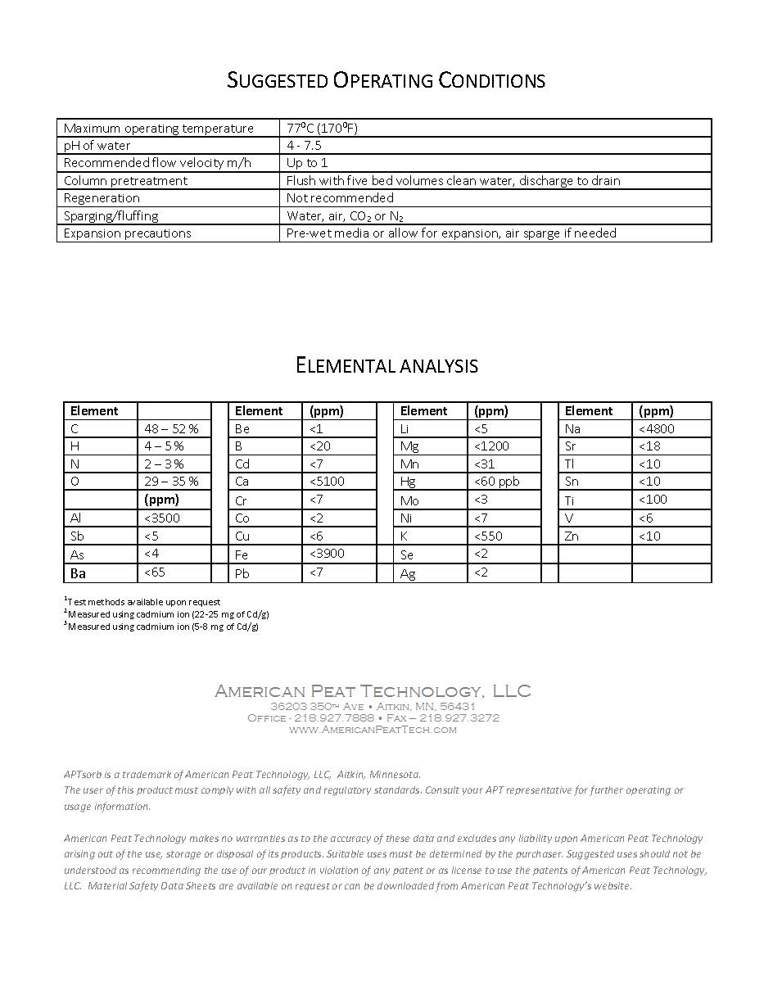 SUGGESTED OPERATING CONDITIONS
Maximum operating temperature 77⁰C (170⁰F)
pH of water 4 - 7.5
Recommended flow velocity m/h Up to 1
Column pretreatment Flush with five bed volumes clean water, discharge to drain
Regeneration Not recommended
Sparging/fluffing Water, air, CO₂ or N₂
Expansion precautions Pre-wet media or allow for expansion, air sparge if needed
ELEMENTAL ANALYSIS
Element Element (ppm) Element (ppm) Element (ppm)
C 48 – 52 % Be <1 Li <5 Na <4800
H 4 – 5 % B <20 Mg <1200 Sr <18
N 2 – 3 % Cd <7 Mn <31 Tl <10
O 29 – 35 % Ca <5100 Hg <60 ppb Sn <10
(ppm) Cr <7 Mo <3 Ti <100
Al <3500 Co <2 Ni <7 V <6
Sb <5 Cu <6 K <550 Zn <10
As <4 Fe <3900 Se <2
Ba <65 Pb <7 Ag <2
¹Test methods available upon request
²Measured using cadmium ion (22-25 mg of Cd/g)
³Measured using cadmium ion (5-8 mg of Cd/g)
AMERICAN PEAT TECHNOLOGY, LLC
36203 350TH AVE • AITKIN, MN, 56431
OFFICE - 218.927.7888 • FAX – 218.927.3272
WWW.AMERICANPEATTECH.COM
APTsorb is a trademark of American Peat Technology, LLC, Aitkin, Minnesota.
The user of this product must comply with all safety and regulatory standards. Consult your APT representative for further operating or
usage information.
American Peat Technology makes no warranties as to the accuracy of these data and excludes any liability upon American Peat Technology
arising out of the use, storage or disposal of its products. Suitable uses must be determined by the purchaser. Suggested uses should not be
understood as recommending the use of our product in violation of any patent or as license to use the patents of American Peat Technology,
LLC. Material Safety Data Sheets are available on request or can be downloaded from American Peat Technology's website.